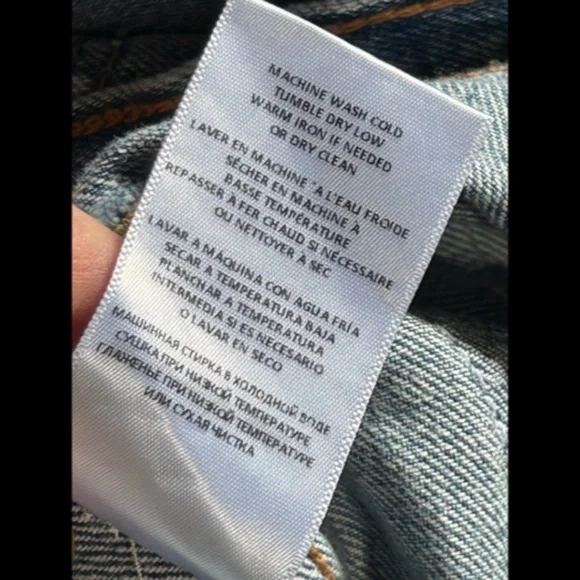 MACHINE WASH COLD
TUMBLE DRY LOW
WARM IRON IF NEEDED
OR DRY CLEAN
LAVER EN MACHINE `A L'EAU FROIDE
SÉCHER EN MACHINE À
BASSE TEMPÉRATURE
REPASSER À FER CHAUD SI NÉCESSAIRE
OU NETTOYER À SEC
LAVAR A MÁQUINA CON AGUA FRIA
SECAR A TEMPERATURA BAJA
PLANCHAR A TEMPERATURA
INTERMEDIA SI ES NECESARIO
O LAVAR EN SECO
МАШИННАЯ СТИРКА В ХОЛОДНОЙ ВОДЕ
СУШКА ПРИ НИЗКОЙ ТЕМПЕРАТУРЕ
ГЛАЖЕНЬЕ ПРИ НИЗКОЙ ТЕМПЕРАТУРЕ
ИЛИ СУХАЯ ЧИСТКА